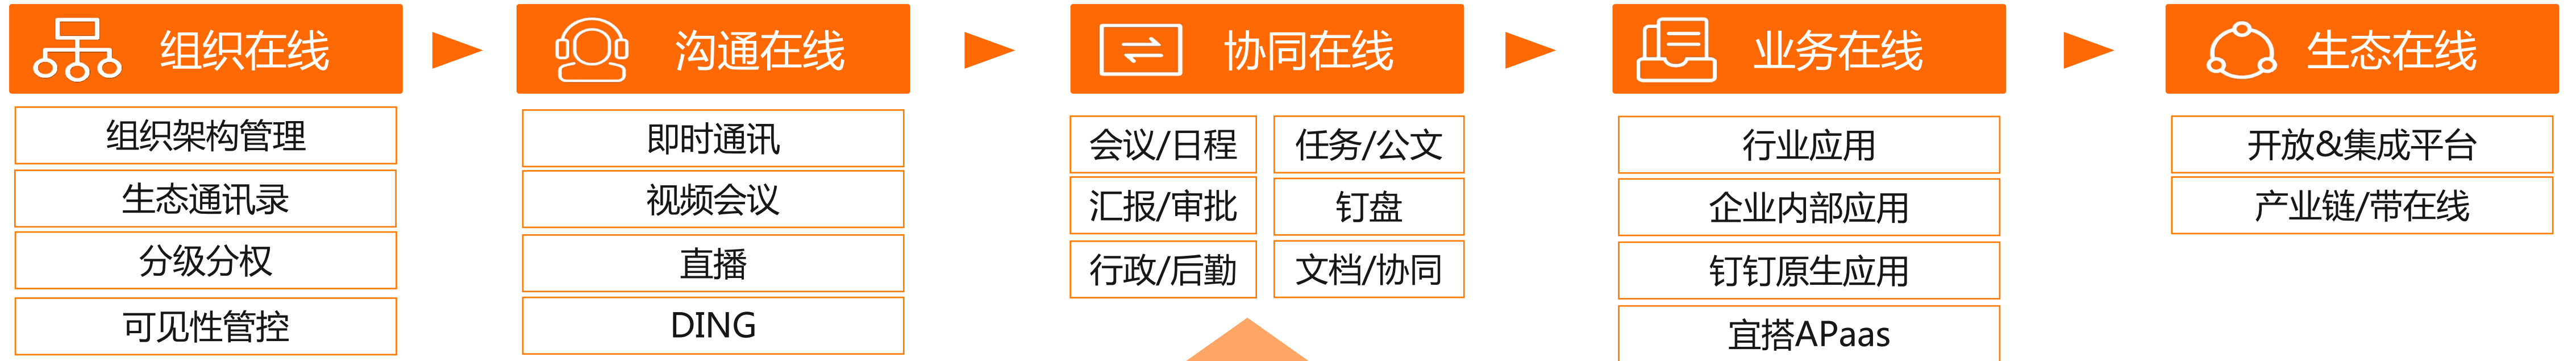 组织在线
组织架构管理
生态通讯录
分级分权
可见性管控
沟通在线
即时通讯
视频会议
直播
DING
协同在线
会议/日程
任务/公文
汇报/审批
钉盘
行政/后勤
文档/协同
业务在线
行业应用
企业内部应用
钉钉原生应用
宜搭APaas
生态在线
开放&集成平台
产业链/带在线